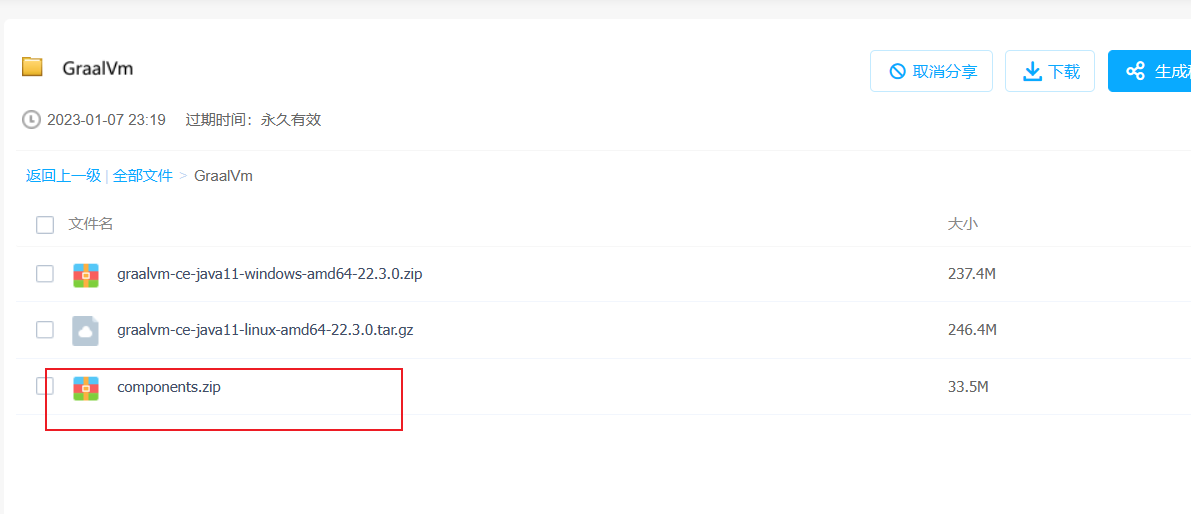 GraalVm
取消分享
下载
生成
2023-01-07 23:19 过期时间：永久有效
返回上一级 | 全部文件 > GraalVm
文件名 大小
graalvm-ce-java11-windows-amd64-22.3.0.zip 237.4M
graalvm-ce-java11-linux-amd64-22.3.0.tar.gz 246.4M
components.zip 33.5M